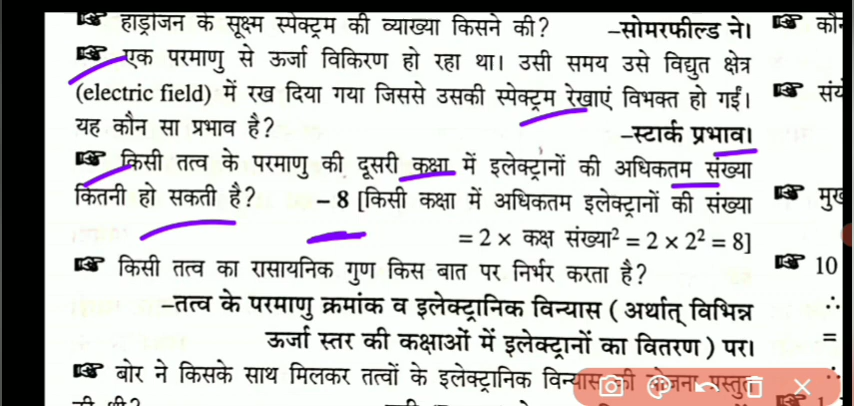 हाइड्रोजन के सूक्ष्म स्पेक्ट्रम की व्याख्या किसने की?
–सोमरफील्ड ने।
एक परमाणु से ऊर्जा विकिरण हो रहा था। उसी समय उसे विद्युत क्षेत्र
(electric field) में रख दिया गया जिससे उसकी स्पेक्ट्रम रेखाएं विभक्त हो गईं।
यह कौन सा प्रभाव है?
–स्टार्क प्रभाव।
किसी तत्व के परमाणु की दूसरी कक्षा में इलेक्ट्रानों की अधिकतम संख्या
कितनी हो सकती है? – 8 [किसी कक्षा में अधिकतम इलेक्ट्रानों की संख्या
= 2 × कक्ष संख्या² = 2 × 2² = 8]
किसी तत्व का रासायनिक गुण किस बात पर निर्भर करता है?
–तत्व के परमाणु क्रमांक व इलेक्ट्रानिक विन्यास ( अर्थात् विभिन्न
ऊर्जा स्तर की कक्षाओं में इलेक्ट्रानों का वितरण ) पर।
बोर ने किसके साथ मिलकर तत्वों के इलेक्ट्रानिक विन्यास की योजना प्रस्तुत
10
∴
=